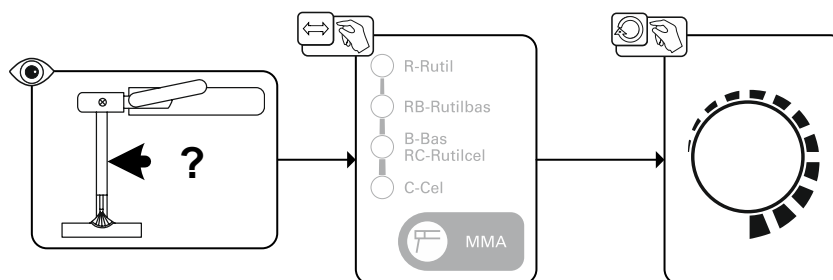 ?
R-Rutil
RB-Rutilbas
B-Bas
RC-Rutilcel
C-Cel
MMA